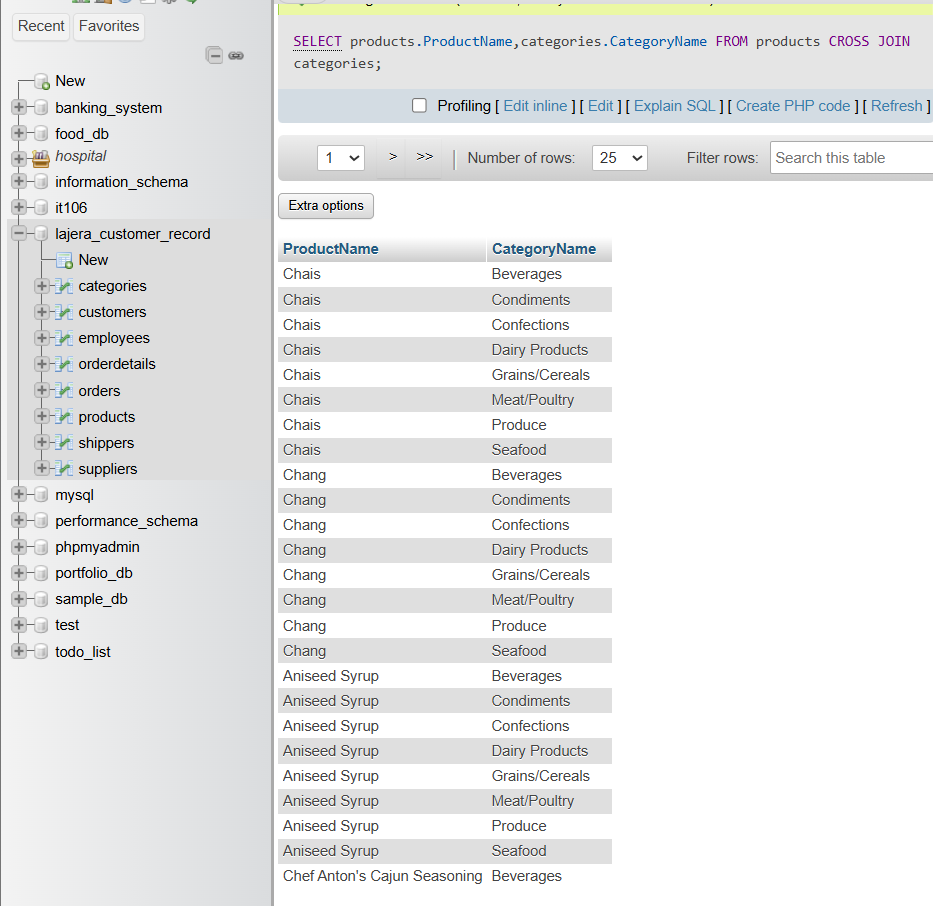 Recent Favorites
New
banking_system
food_db
hospital
information_schema
it106
lajera_customer_record
New
categories
customers
employees
orderdetails
orders
products
shippers
suppliers
mysql
performance_schema
phpmyadmin
portfolio_db
sample_db
test
todo_list
SELECT products.ProductName,categories.CategoryName FROM products CROSS JOIN
categories;
Profiling [ Edit inline ] [ Edit ] [ Explain SQL ] [ Create PHP code ] [ Refresh ]
1 > >> | Number of rows: 25 Filter rows: Search this table
Extra options
ProductName CategoryName
Chais Beverages
Chais Condiments
Chais Confections
Chais Dairy Products
Chais Grains/Cereals
Chais Meat/Poultry
Chais Produce
Chais Seafood
Chang Beverages
Chang Condiments
Chang Confections
Chang Dairy Products
Chang Grains/Cereals
Chang Meat/Poultry
Chang Produce
Chang Seafood
Aniseed Syrup Beverages
Aniseed Syrup Condiments
Aniseed Syrup Confections
Aniseed Syrup Dairy Products
Aniseed Syrup Grains/Cereals
Aniseed Syrup Meat/Poultry
Aniseed Syrup Produce
Aniseed Syrup Seafood
Chef Anton's Cajun Seasoning Beverages